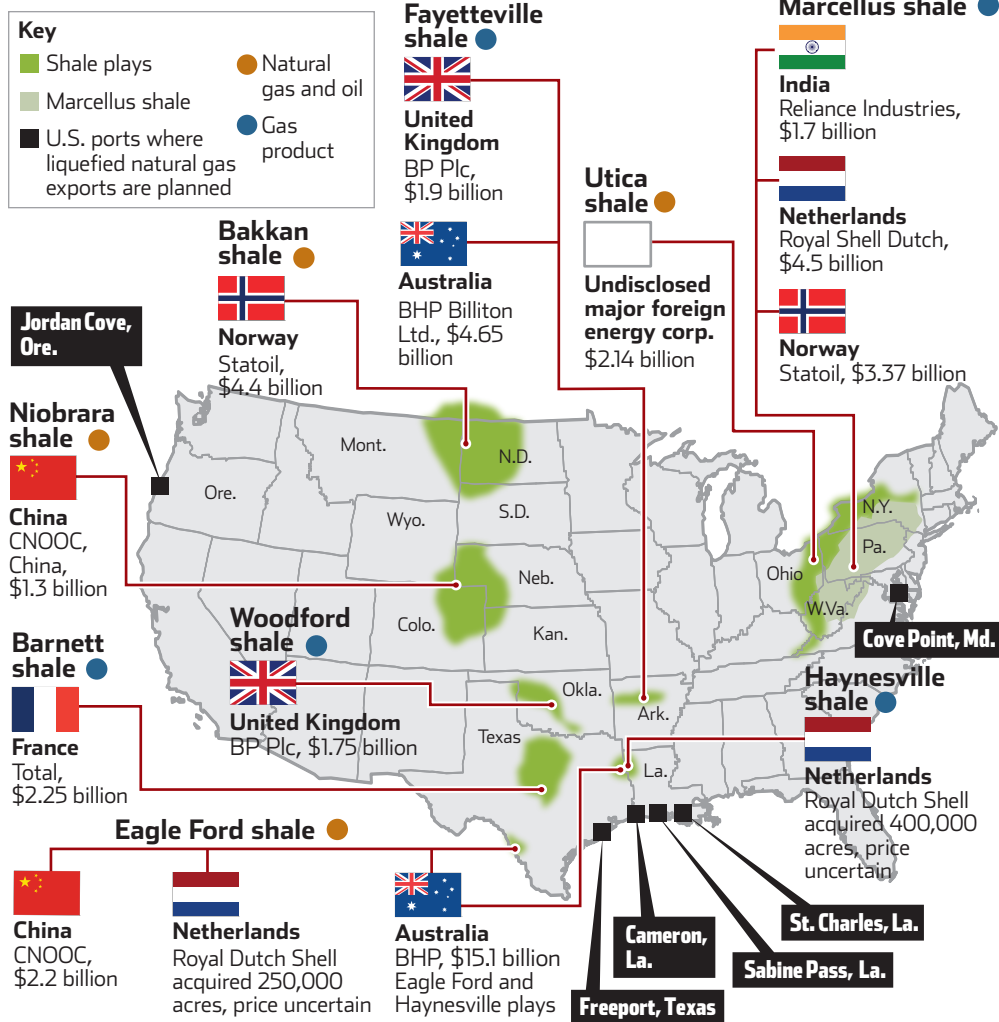 Key
Shale plays
Marcellus shale
U.S. ports where
liquefied natural gas
exports are planned
Natural
gas and oil
Gas
product
Fayetteville
shale
United
Kingdom
BP Plc,
$1.9 billion
Australia
BHP Billiton
Ltd., $4.65
billion
Marcellus shale
India
Reliance Industries,
$1.7 billion
Netherlands
Royal Shell Dutch,
$4.5 billion
Norway
Statoil, $3.37 billion
Utica
shale
Undisclosed
major foreign
energy corp.
$2.14 billion
Bakkan
shale
Norway
Statoil,
$4.4 billion
Jordan Cove,
Ore.
Niobrara
shale
China
CNOOC,
China,
$1.3 billion
Barnett
shale
France
Total,
$2.25 billion
Woodford
shale
United Kingdom
BP Plc, $1.75 billion
Mont.
N.D.
Ore.
S.D.
Wyo.
Neb.
Colo.
Kan.
Okla.
Ark.
Texas
La.
Ohio
N.Y.
Pa.
W.Va.
Cove Point, Md.
Haynesville
shale
Netherlands
Royal Dutch Shell
acquired 400,000
acres, price
uncertain
Eagle Ford shale
China
CNOOC,
$2.2 billion
Netherlands
Royal Dutch Shell
acquired 250,000
acres, price uncertain
Australia
BHP, $15.1 billion
Eagle Ford and
Haynesville plays
Freeport, Texas
Cameron,
La.
Sabine Pass, La.
St. Charles, La.